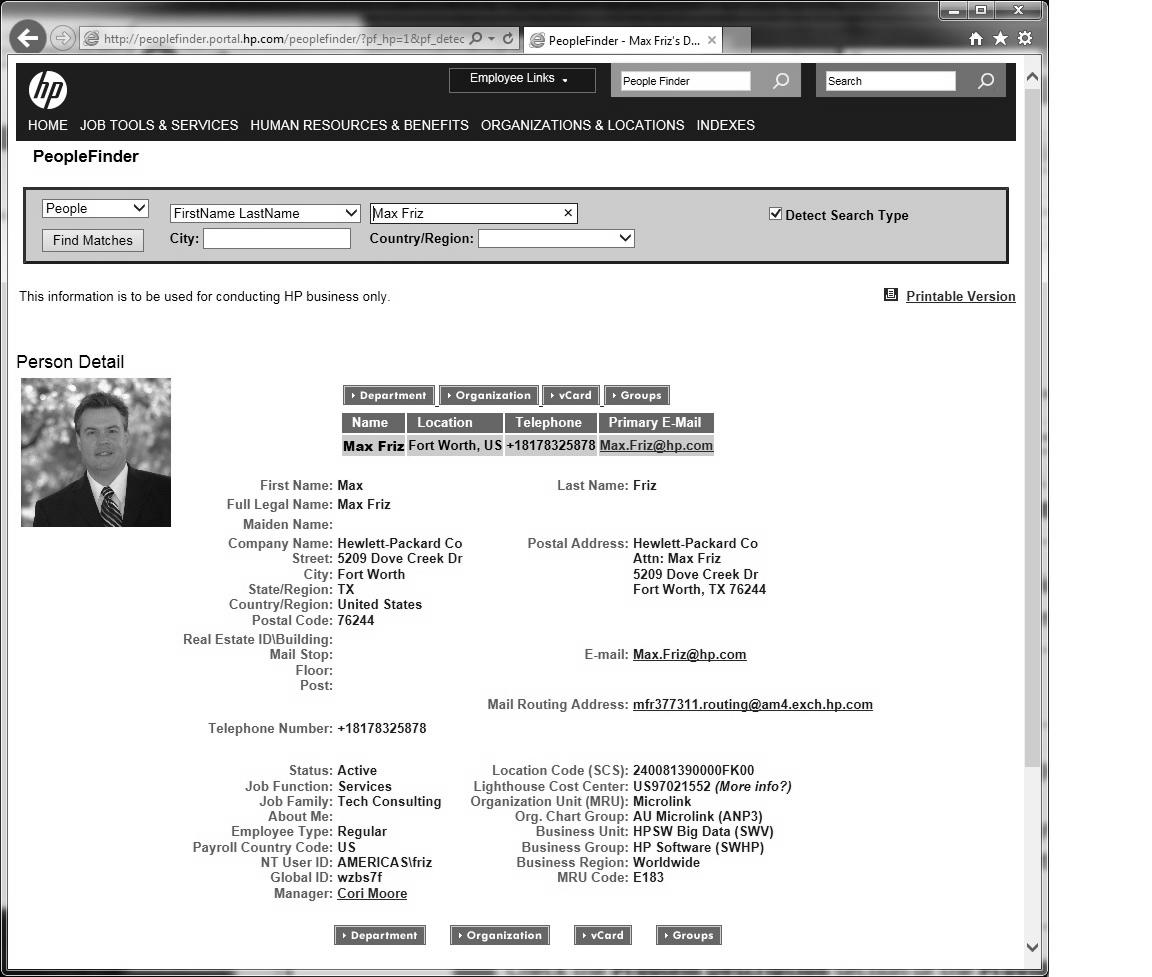 http://peoplefinder.portal.hp.com/peoplefinder/?pf_hp=1&pf_detec
PeopleFinder - Max Friz's D...
hp
Employee Links
People Finder
Search
HOME JOB TOOLS & SERVICES HUMAN RESOURCES & BENEFITS ORGANIZATIONS & LOCATIONS INDEXES
PeopleFinder
People FirstName LastName Max Friz Detect Search Type
Find Matches City: Country/Region:
This information is to be used for conducting HP business only. Printable Version
Person Detail
Department Organization vCard Groups
Name Location Telephone Primary E-Mail
Max Friz Fort Worth, US +18178325878 Max.Friz@hp.com
First Name: Max Last Name: Friz
Full Legal Name: Max Friz
Maiden Name:
Company Name: Hewlett-Packard Co Postal Address: Hewlett-Packard Co
Street: 5209 Dove Creek Dr Attn: Max Friz
City: Fort Worth 5209 Dove Creek Dr
State/Region: TX Fort Worth, TX 76244
Country/Region: United States
Postal Code: 76244
Real Estate ID\Building:
Mail Stop: E-mail: Max.Friz@hp.com
Floor:
Post:
Mail Routing Address: mfr377311.routing@am4.exch.hp.com
Telephone Number: +18178325878
Status: Active Location Code (SCS): 240081390000FK00
Job Function: Services Lighthouse Cost Center: US97021552 (More info?)
Job Family: Tech Consulting Organization Unit (MRU): Microlink
About Me: Org. Chart Group: AU Microlink (ANP3)
Employee Type: Regular Business Unit: HPSW Big Data (SWV)
Payroll Country Code: US Business Group: HP Software (SWHP)
NT User ID: AMERICAS\friz Business Region: Worldwide
Global ID: wzbs7f MRU Code: E183
Manager: Cori Moore
Department Organization vCard Groups